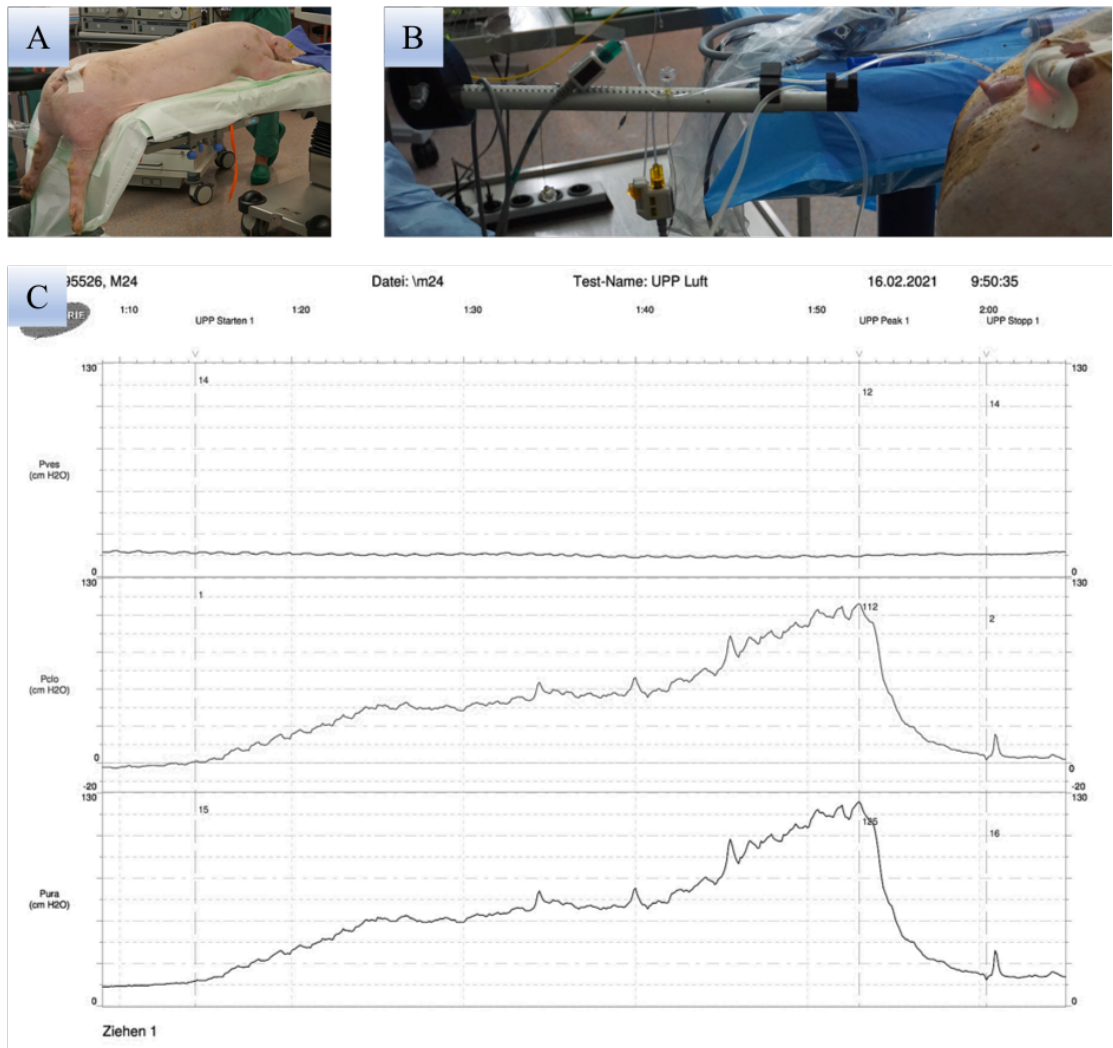 A
B
C
95526, M24 Datei: \m24 Test-Name: UPP Luft 16.02.2021 9:50:35
RIE
1:10 1:20 1:30 1:40 1:50 2:00
UPP Starten 1 UPP Peak 1 UPP Stopp 1
130 130
14 12 14
Pves
(cm H2O)
0 0
130 130
1 112 2
Pclo
(cm H2O)
0 0
-20 -20
130 130
15 125 16
Pura
(cm H2O)
0 0
Ziehen 1